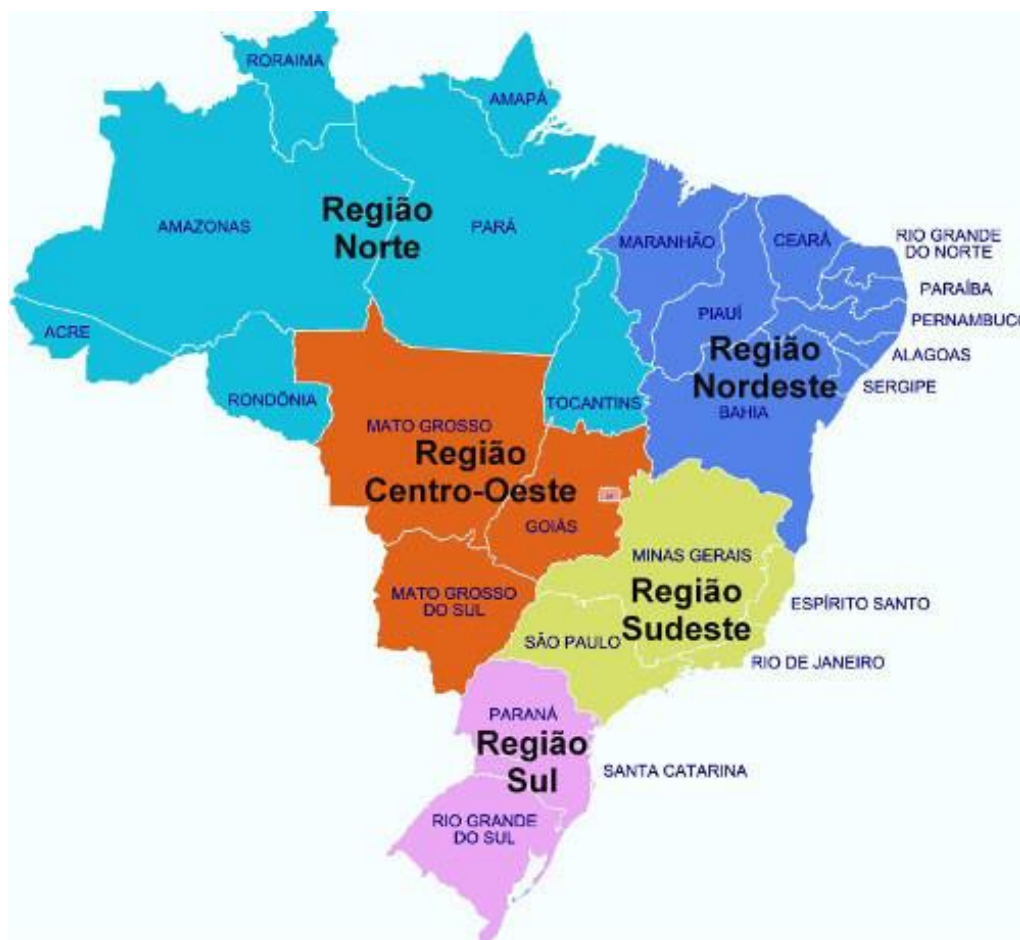 RORAIMA
AMAPÁ
AMAZONAS
Região
Norte
PARÁ
MARANHÃO
CEARÁ
RIO GRANDE
DO NORTE
PARAÍBA
PIAUÍ
PERNAMBUCO
ACRE
Região
Nordeste
ALAGOAS
SERGIPE
RONDÔNIA
TOCANTINS
BAHIA
MATO GROSSO
Região
Centro-Oeste
GOIÁS
MINAS GERAIS
MATO GROSSO
DO SUL
Região
Sudeste
ESPÍRITO SANTO
SÃO PAULO
RIO DE JANEIRO
PARANÁ
Região
Sul
SANTA CATARINA
RIO GRANDE
DO SUL